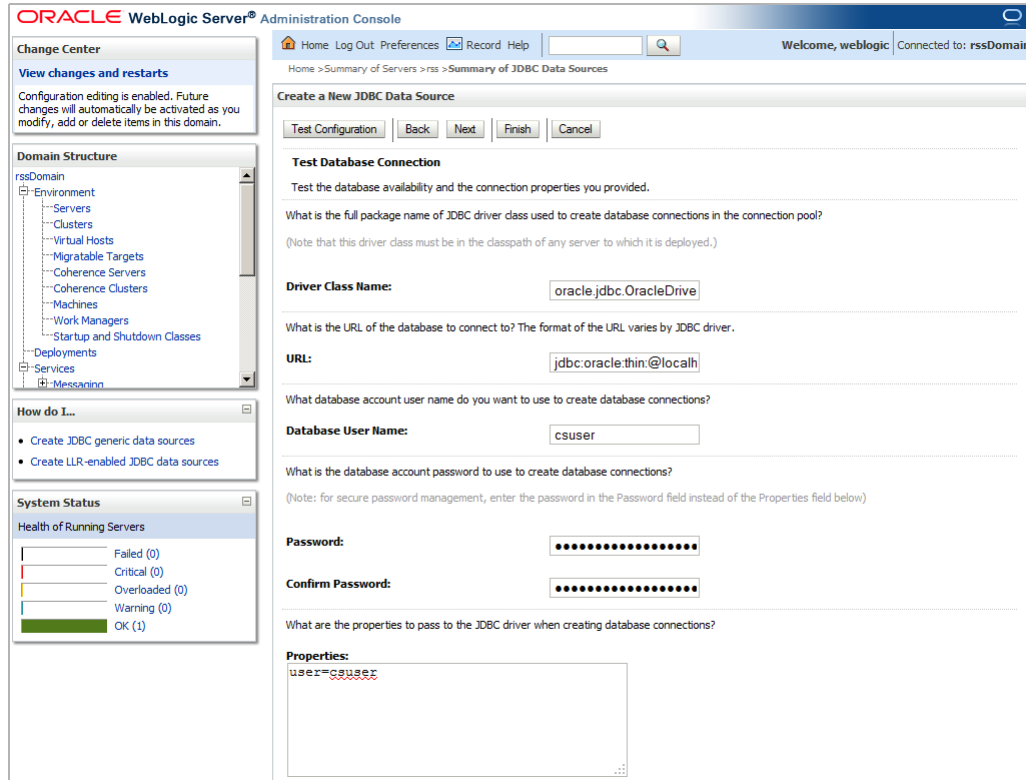 ORACLE WebLogic Server® Administration Console
Change Center
View changes and restarts
Configuration editing is enabled. Future
changes will automatically be activated as you
modify, add or delete items in this domain.
Domain Structure
rssDomain
Environment
Servers
Clusters
Virtual Hosts
Migratable Targets
Coherence Servers
Coherence Clusters
Machines
Work Managers
Startup and Shutdown Classes
Deployments
Services
Messaging
How do I...
Create JDBC generic data sources
Create LLR-enabled JDBC data sources
System Status
Health of Running Servers
Failed (0)
Critical (0)
Overloaded (0)
Warning (0)
OK (1)
Home Log Out Preferences Record Help
Welcome, weblogic Connected to: rssDomain
Home >Summary of Servers >rss >Summary of JDBC Data Sources
Create a New JDBC Data Source
Test Configuration Back Next Finish Cancel
Test Database Connection
Test the database availability and the connection properties you provided.
What is the full package name of JDBC driver class used to create database connections in the connection pool?
(Note that this driver class must be in the classpath of any server to which it is deployed.)
Driver Class Name: oracle.jdbc.OracleDrive
What is the URL of the database to connect to? The format of the URL varies by JDBC driver.
URL: jdbc:oracle:thin:@localh
What database account user name do you want to use to create database connections?
Database User Name: csuser
What is the database account password to use to create database connections?
(Note: for secure password management, enter the password in the Password field instead of the Properties field below)
Password: ●●●●●●●●●●●●●●●●●●●
Confirm Password: ●●●●●●●●●●●●●●●●●●●
What are the properties to pass to the JDBC driver when creating database connections?
Properties:
user=csuser